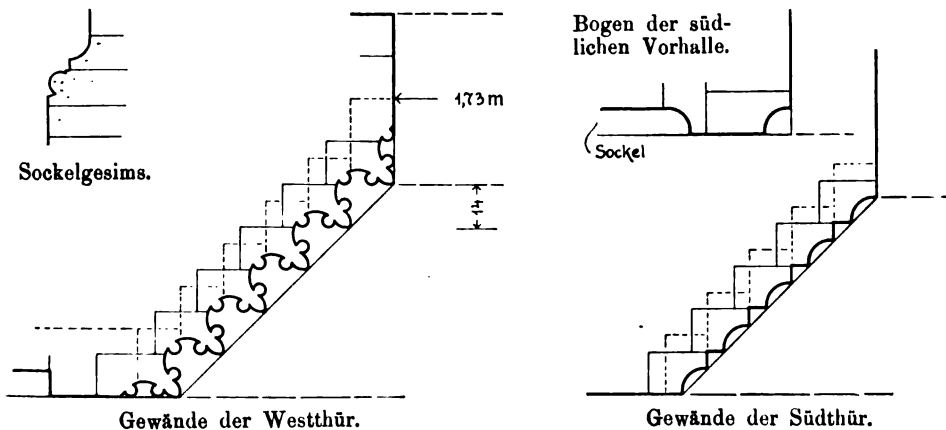 Bogen der süd-
lichen Vorhalle.
1,73 m
Sockel
Sockelgesims.
14
Gewände der Westthür.
Gewände der Südthür.